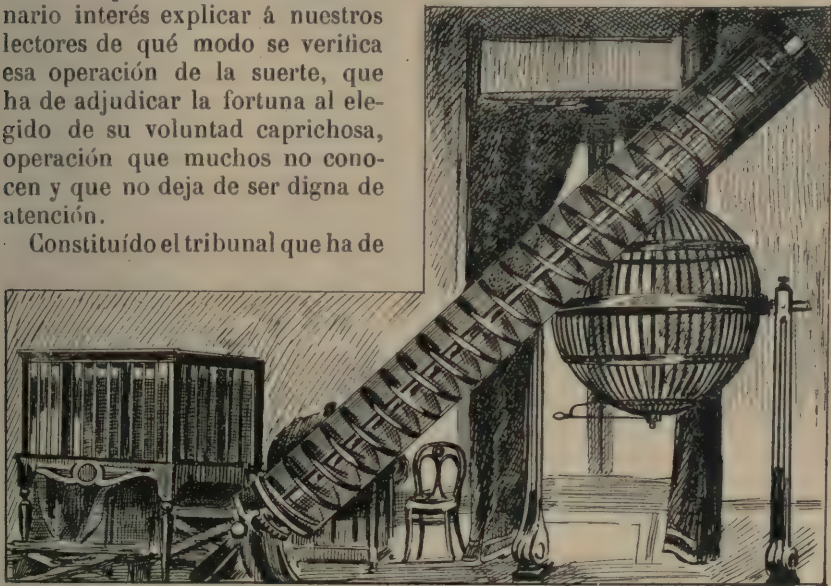 nario interés explicar á nuestros
lectores de qué modo se verifica
esa operación de la suerte, que
ha de adjudicar la fortuna al ele-
gido de su voluntad caprichosa,
operación que muchos no cono-
cen y que no deja de ser digna de
atención.
Constituído el tribunal que ha de